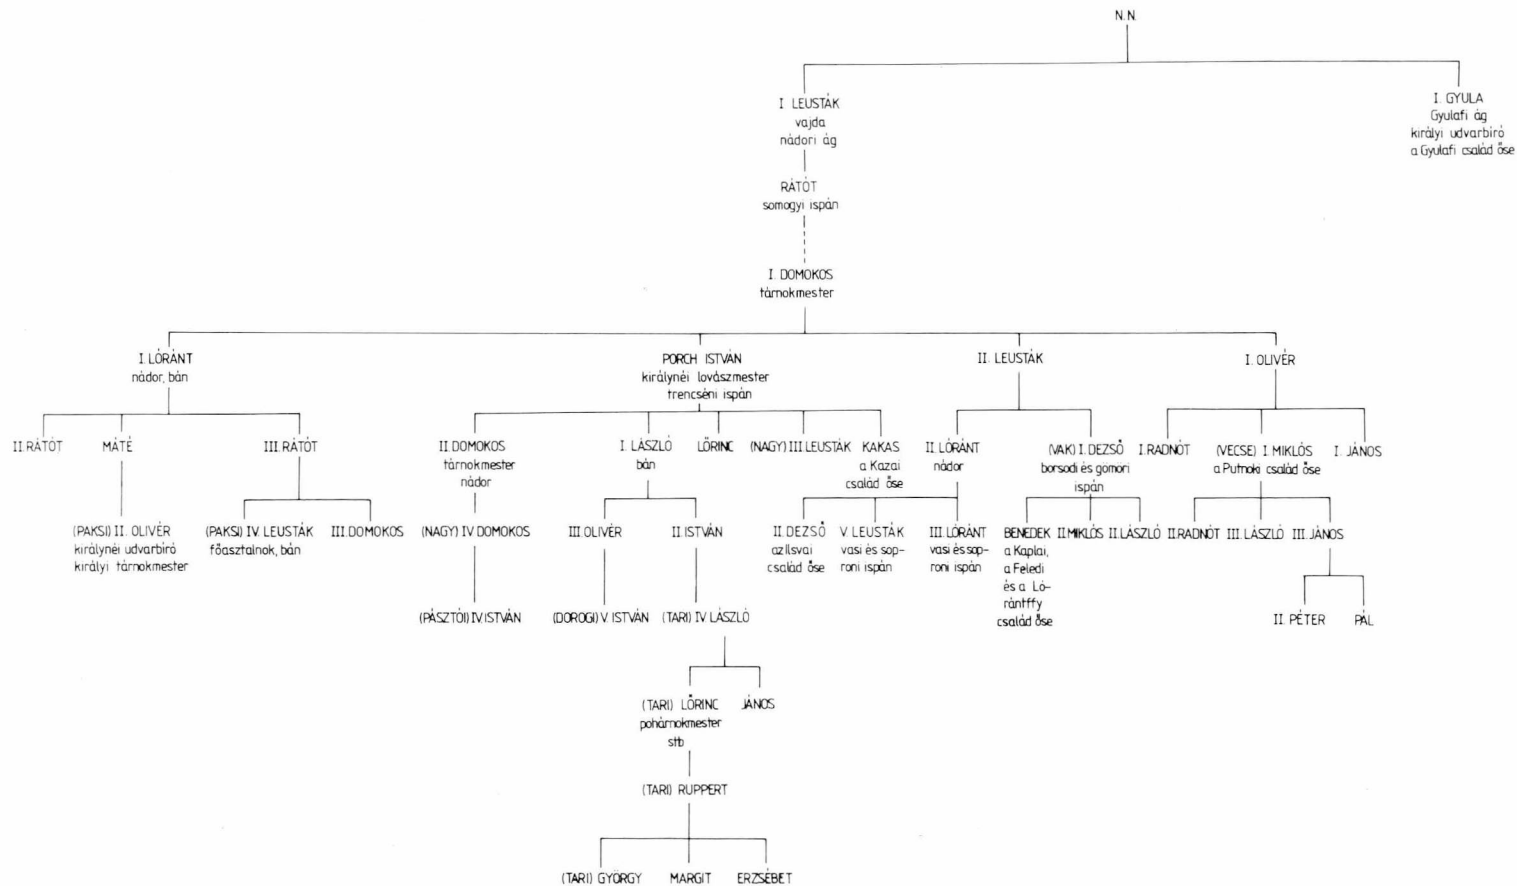 N.N.
I. LEUSTÁK
vajda
nádori ág
I. GYULA
Gyulafi ág
királyi udvarbíró
a Gyulafi család őse
RÁTÓT
somogyi ispán
I. DOMOKOS
tárnokmester
I. LÓRÁNT
nádor, bán
PORCH ISTVÁN
királynéi lovászmester
trencséni ispán
II. LEUSTÁK
I. OLIVÉR
II. RÁTÓT
MÁTÉ
III. RÁTÓT
II. DOMOKOS
tárnokmester
nádor
I. LÁSZLÓ
bán
LŐRINC
(NAGY) III. LEUSTÁK
KAKAS
a Kazai
család őse
II. LÓRÁNT
nádor
(VAK) I. DEZSŐ
borsodi és gömöri
ispán
I. RADNÓT
(VECSE) I. MIKLÓS
a Putnoki család őse
I. JÁNOS
(PAKSI) II. OLIVÉR
királynéi udvarbíró
királyi tárnokmester
(PAKSI) IV. LEUSTÁK
főasztalnok, bán
III. DOMOKOS
(NAGY) IV DOMOKOS
III. OLIVÉR
II. ISTVÁN
II. DEZSŐ
az Ilsvai
család őse
V. LEUSTÁK
vasi és sop-
roni ispán
III. LÓRÁNT
vasi és sop-
roni ispán
BENEDEK
a Kaplai,
a Feledi
és a Ló-
rántffy
család őse
II. MIKLÓS
II. LÁSZLÓ
II. RADNÓT
III. LÁSZLÓ
III. JÁNOS
(PÁSZTÓI) IV. ISTVÁN
(DOROGI) V. ISTVÁN
(TARI) IV. LÁSZLÓ
II. PÉTER
PÁL
(TARI) LŐRINC
pohárnokmester
stb
JÁNOS
(TARI) RUPPERT
(TARI) GYÖRGY
MARGIT
ERZSÉBET